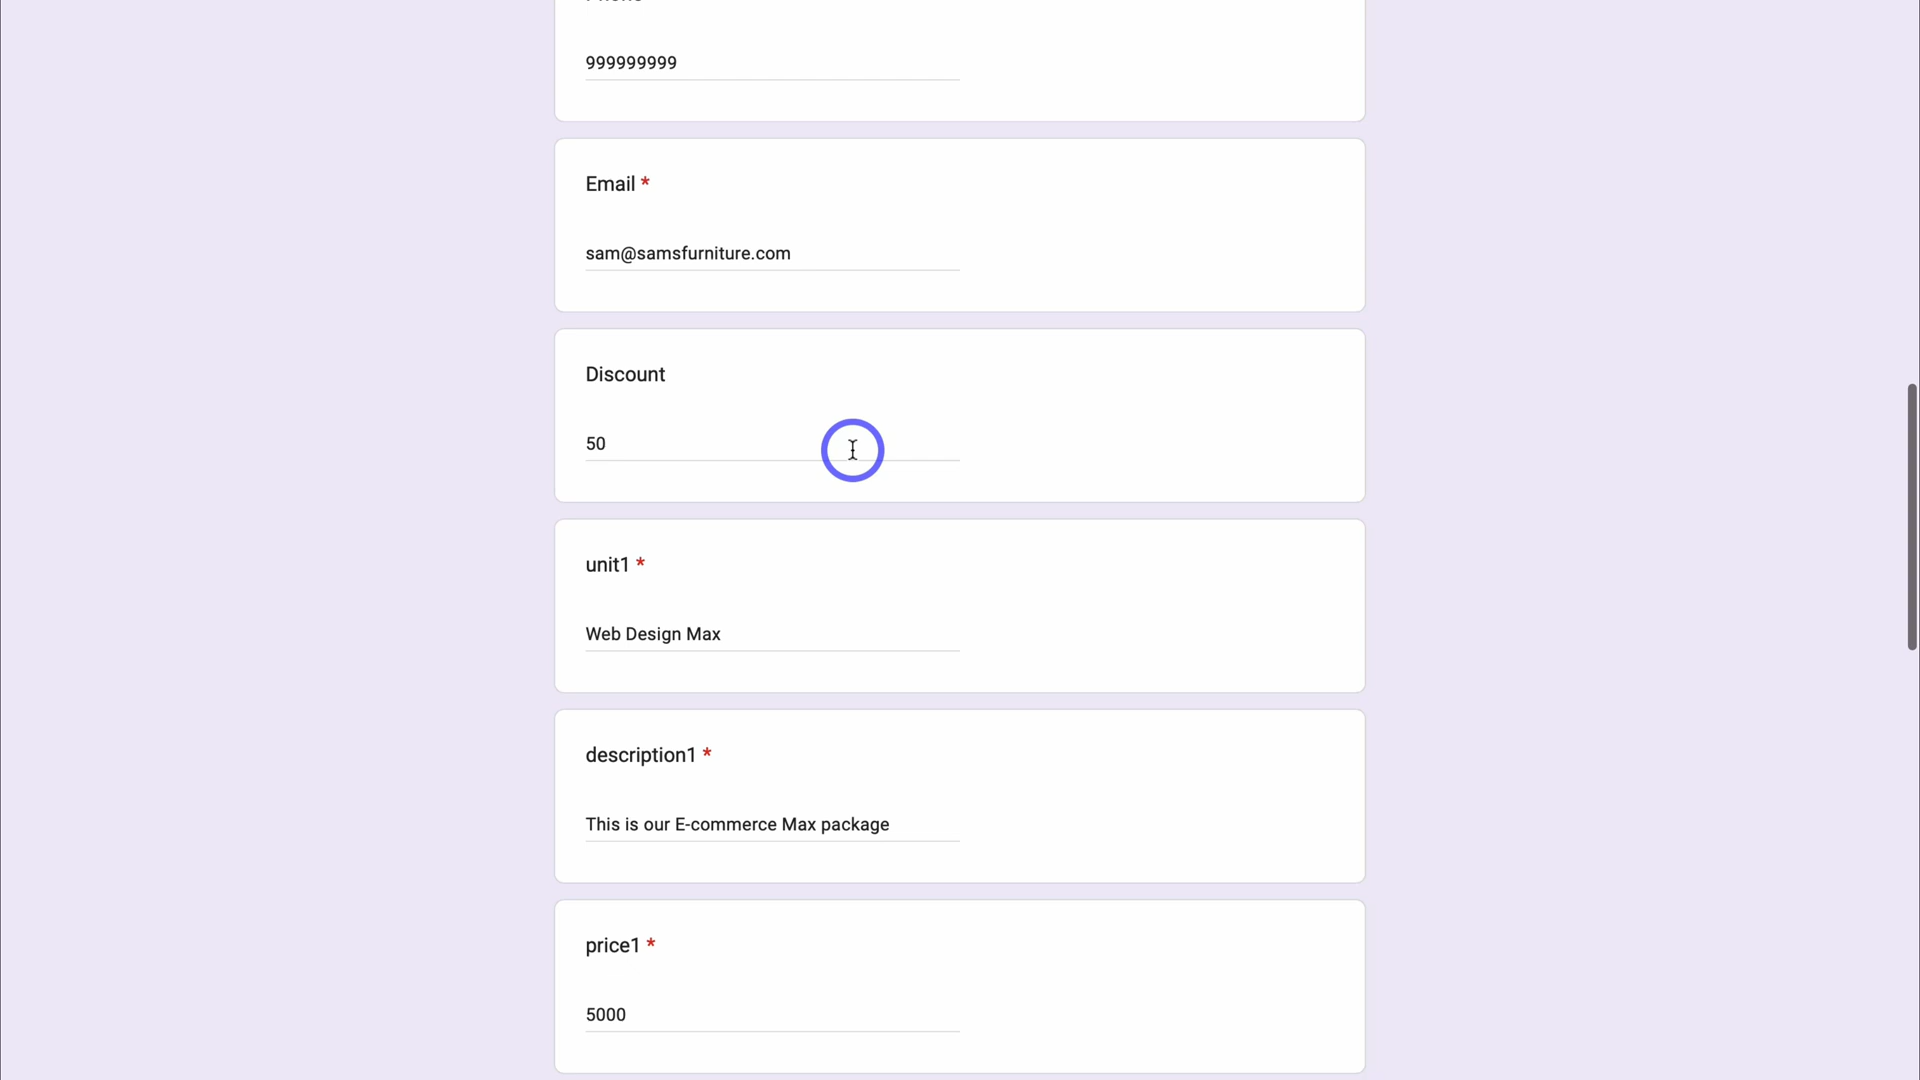 999999999
Email *
sam@samsfurniture.com
Discount
50
unit1 *
Web Design Max
description1 *
This is our E-commerce Max package
price1 *
5000